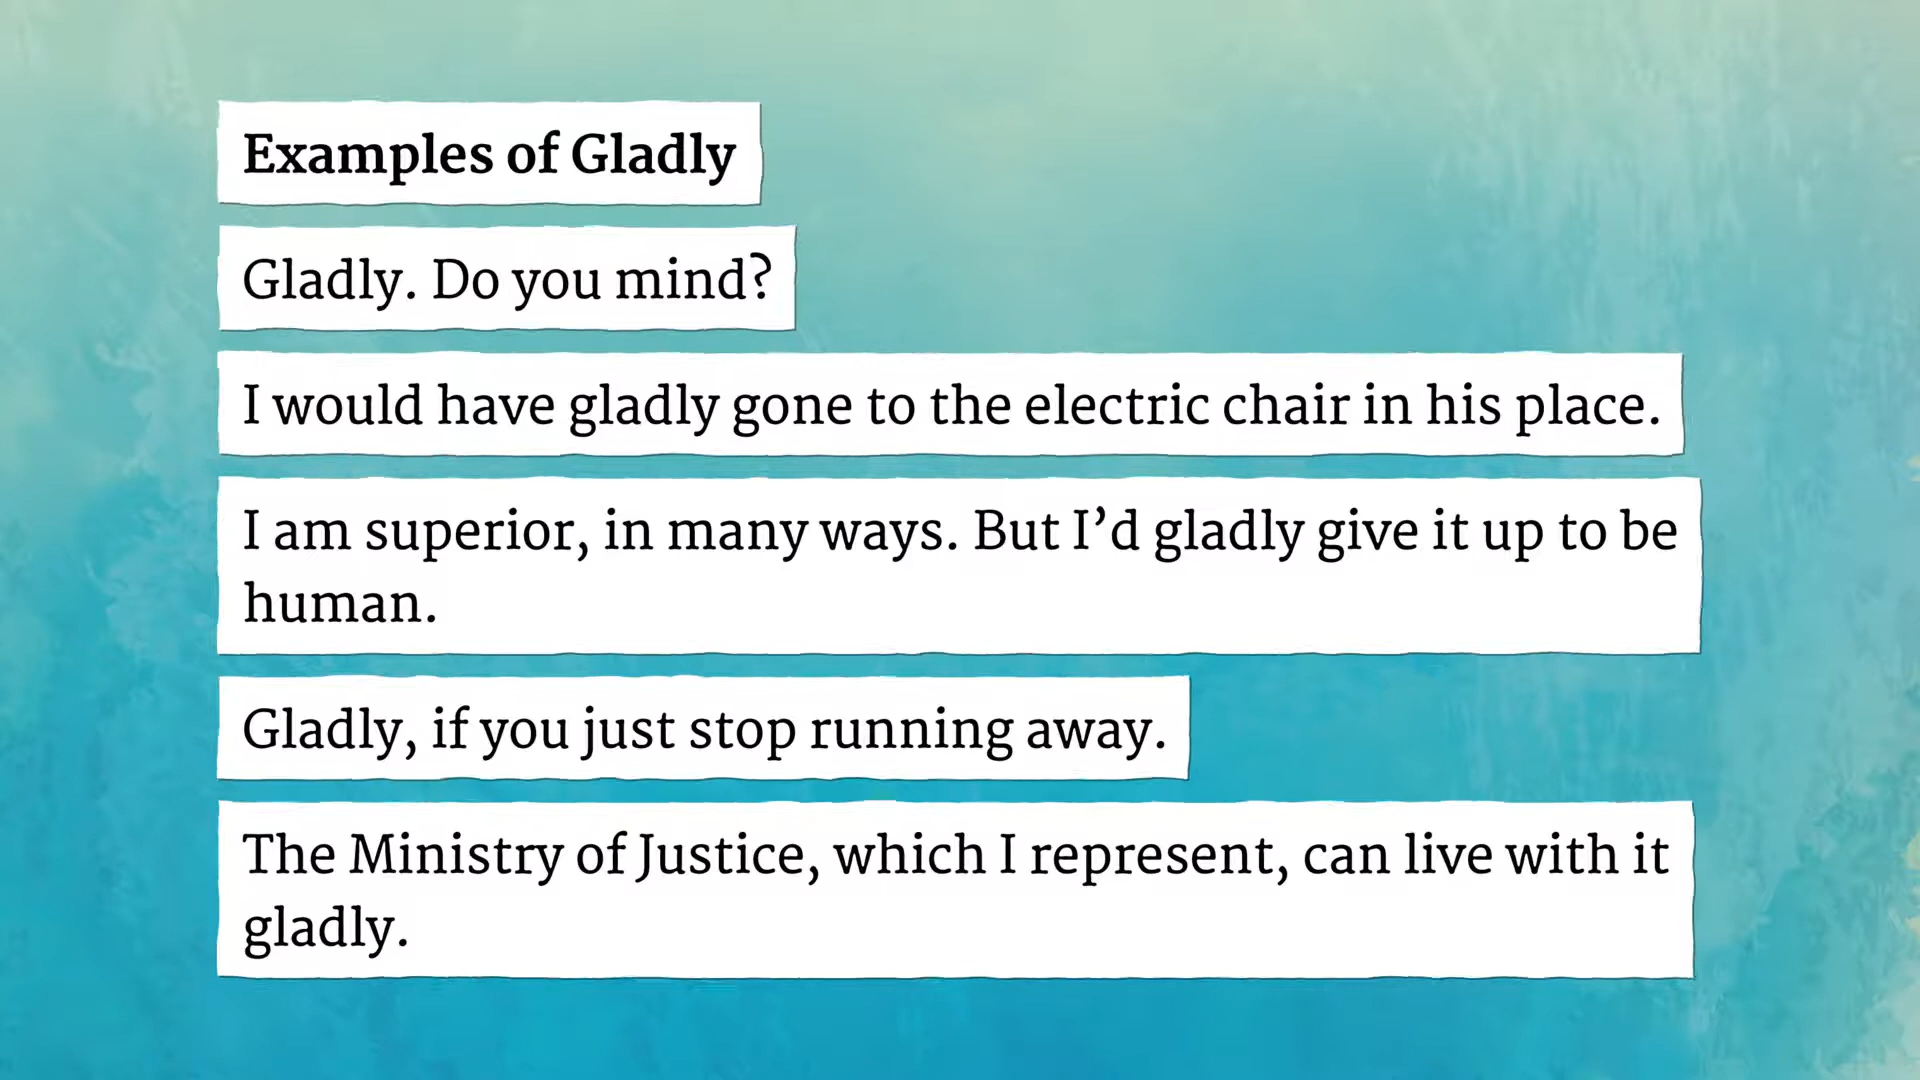 Examples of Gladly
Gladly. Do you mind?
I would have gladly gone to the electric chair in his place.
I am superior, in many ways. But I’d gladly give it up to be
human.
Gladly, if you just stop running away.
The Ministry of Justice, which I represent, can live with it
gladly.